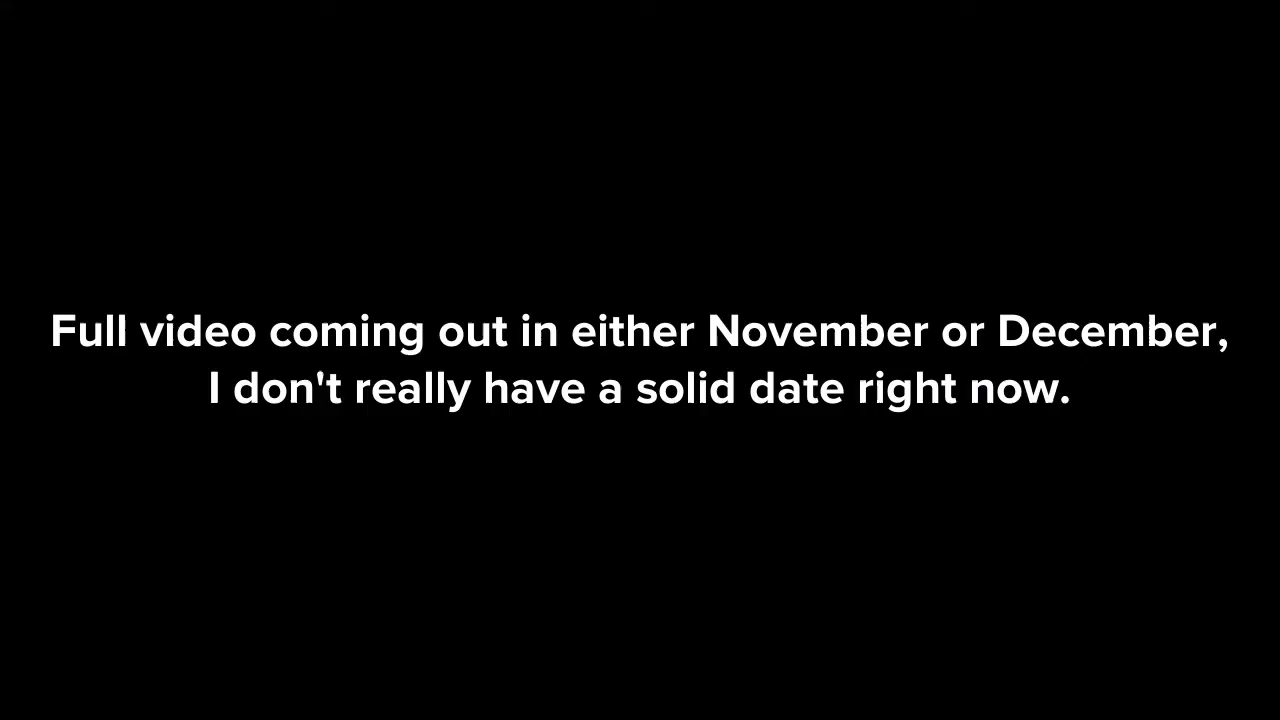 Full video coming out in either November or December,
I don't really have a solid date right now.